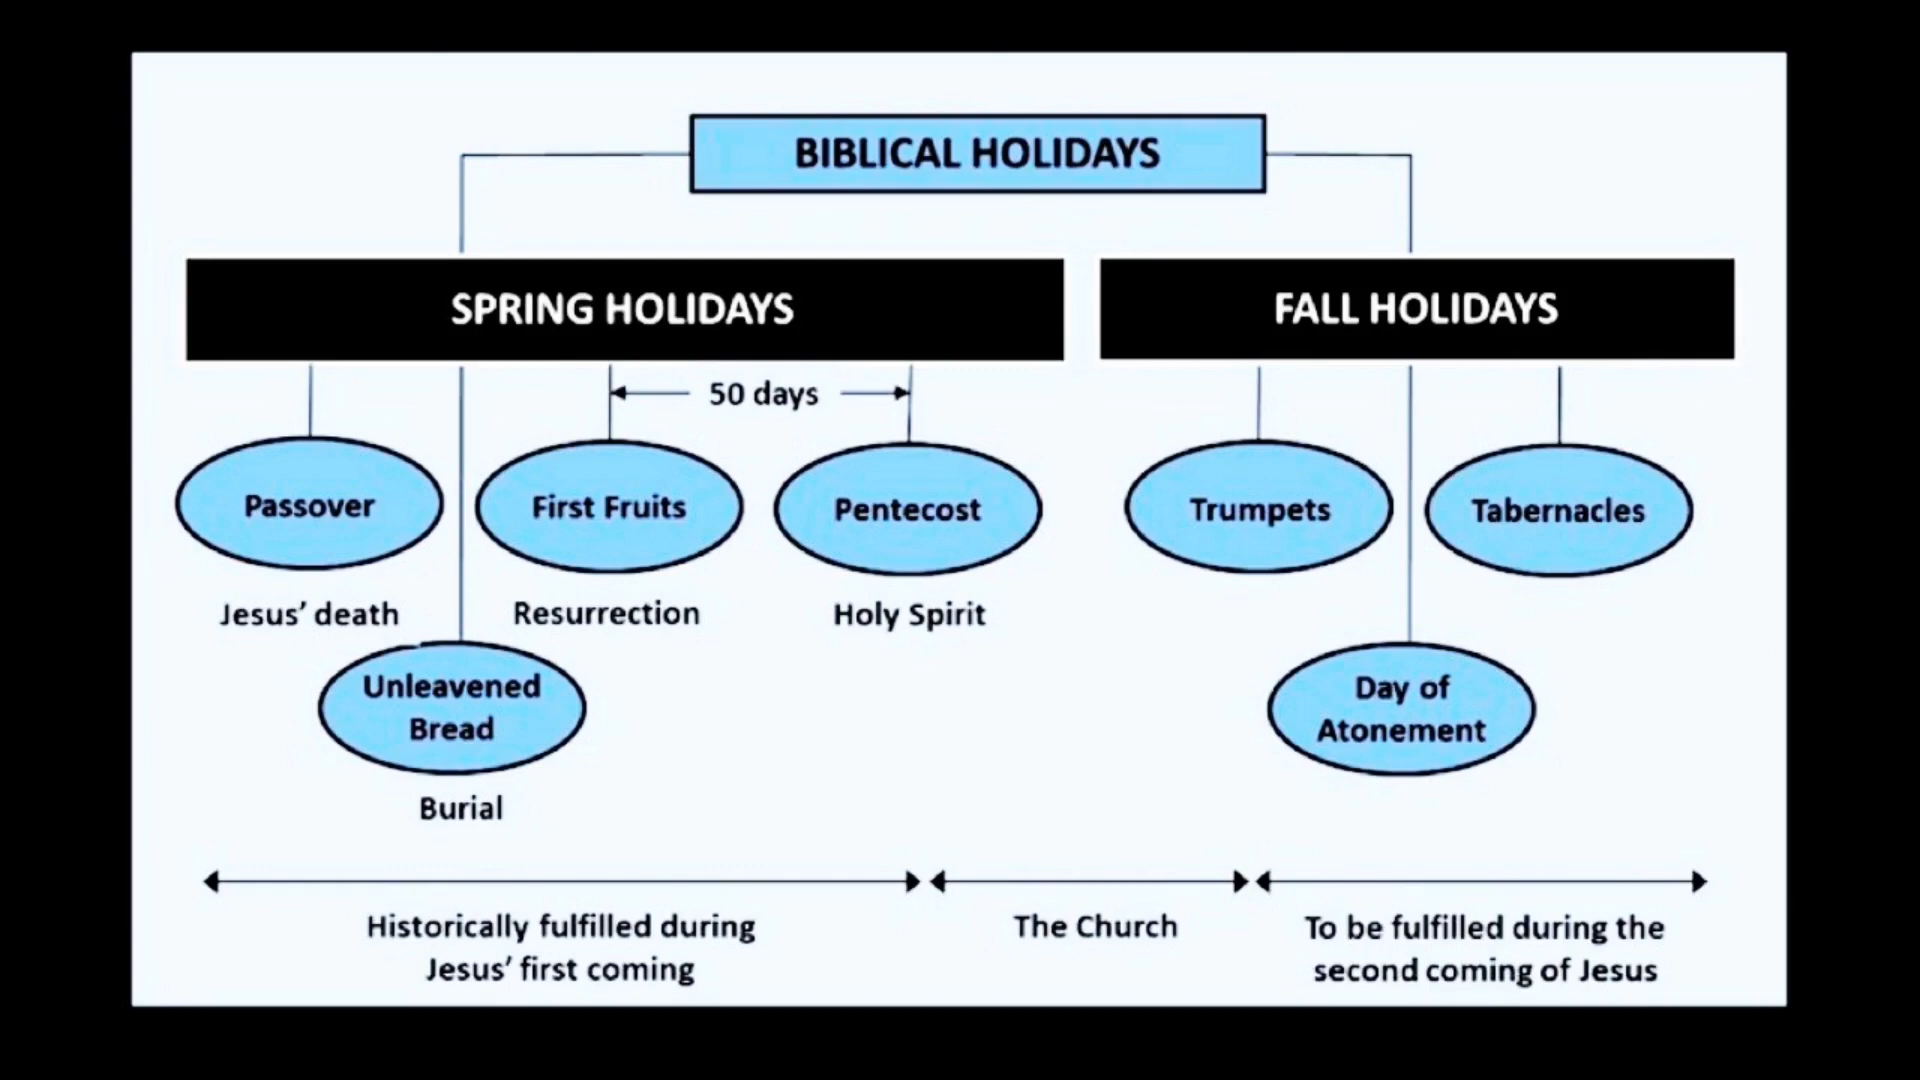 BIBLICAL HOLIDAYS
SPRING HOLIDAYS
FALL HOLIDAYS
50 days
Passover
First Fruits
Pentecost
Trumpets
Tabernacles
Jesus’ death
Resurrection
Holy Spirit
Unleavened
Bread
Day of
Atonement
Burial
Historically fulfilled during
Jesus’ first coming
The Church
To be fulfilled during the
second coming of Jesus